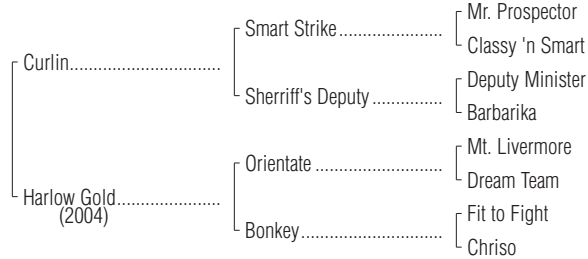 Mr. Prospector
Smart Strike....................
Classy 'n Smart
Curlin.............................
Deputy Minister
Sherriff's Deputy.............
Barbarika
Mt. Livermore
Orientate........................
Dream Team
Harlow Gold....................
(2004)
Fit to Fight
Bonkey...........................
Chriso